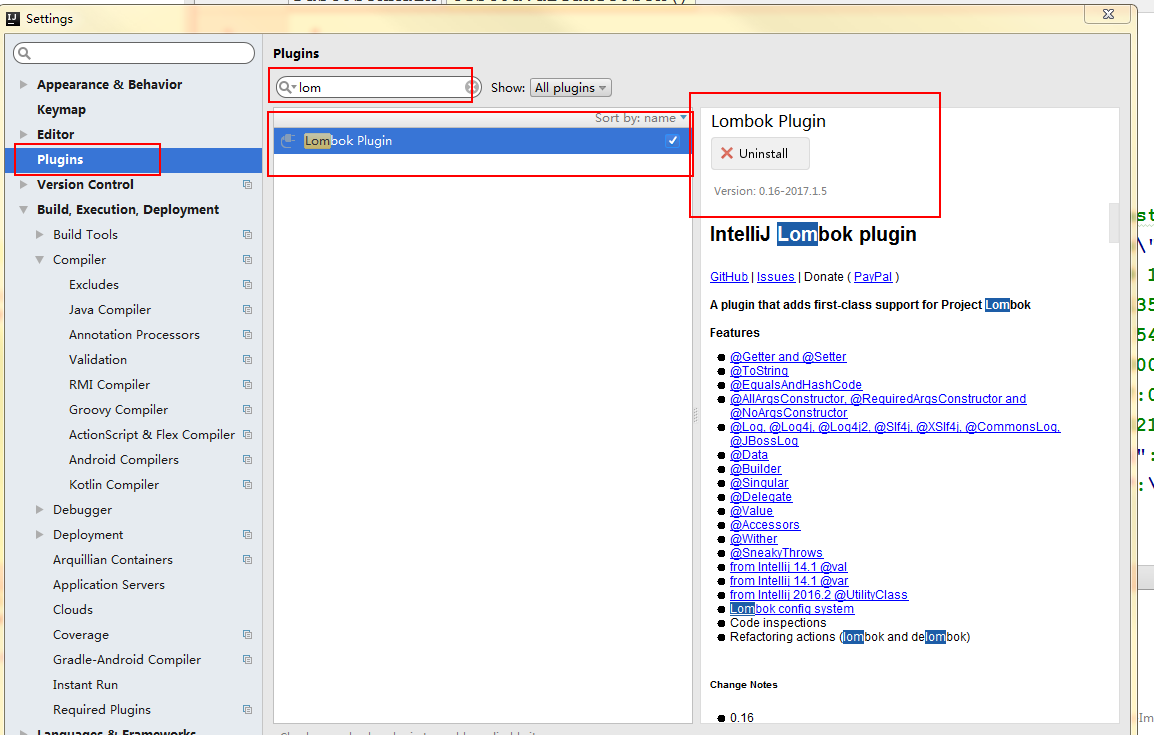 Settings
Plugins
Appearance & Behavior
Keymap
Editor
Plugins
Version Control
Build, Execution, Deployment
Build Tools
Compiler
Excludes
Java Compiler
Annotation Processors
Validation
RMI Compiler
Groovy Compiler
ActionScript & Flex Compiler
Android Compilers
Kotlin Compiler
Debugger
Deployment
Arquillian Containers
Application Servers
Clouds
Coverage
Gradle-Android Compiler
Instant Run
Required Plugins
Languages & Frameworks
lom
Show: All plugins
Sort by: name
Lombok Plugin
Lombok Plugin
Uninstall
Version: 0.16-2017.1.5
IntelliJ Lombok plugin
GitHub | Issues | Donate ( PayPal )
A plugin that adds first-class support for Project Lombok
Features
@Getter and @Setter
@ToString
@EqualsAndHashCode
@AllArgsConstructor, @RequiredArgsConstructor and
@NoArgsConstructor
@Log, @Log4j, @Log4j2, @Slf4j, @XSlf4j, @CommonsLog,
@JBossLog
@Data
@Builder
@Singular
@Delegate
@Value
@Accessors
@Wither
@SneakyThrows
from Intellij 14.1 @val
from Intellij 14.1 @var
from Intellij 2016.2 @UtilityClass
Lombok config system
Code inspections
Refactoring actions (lombok and delombok)
Change Notes
0.16
st
\'
1
35
54
00
:0
21
":
:\
Im